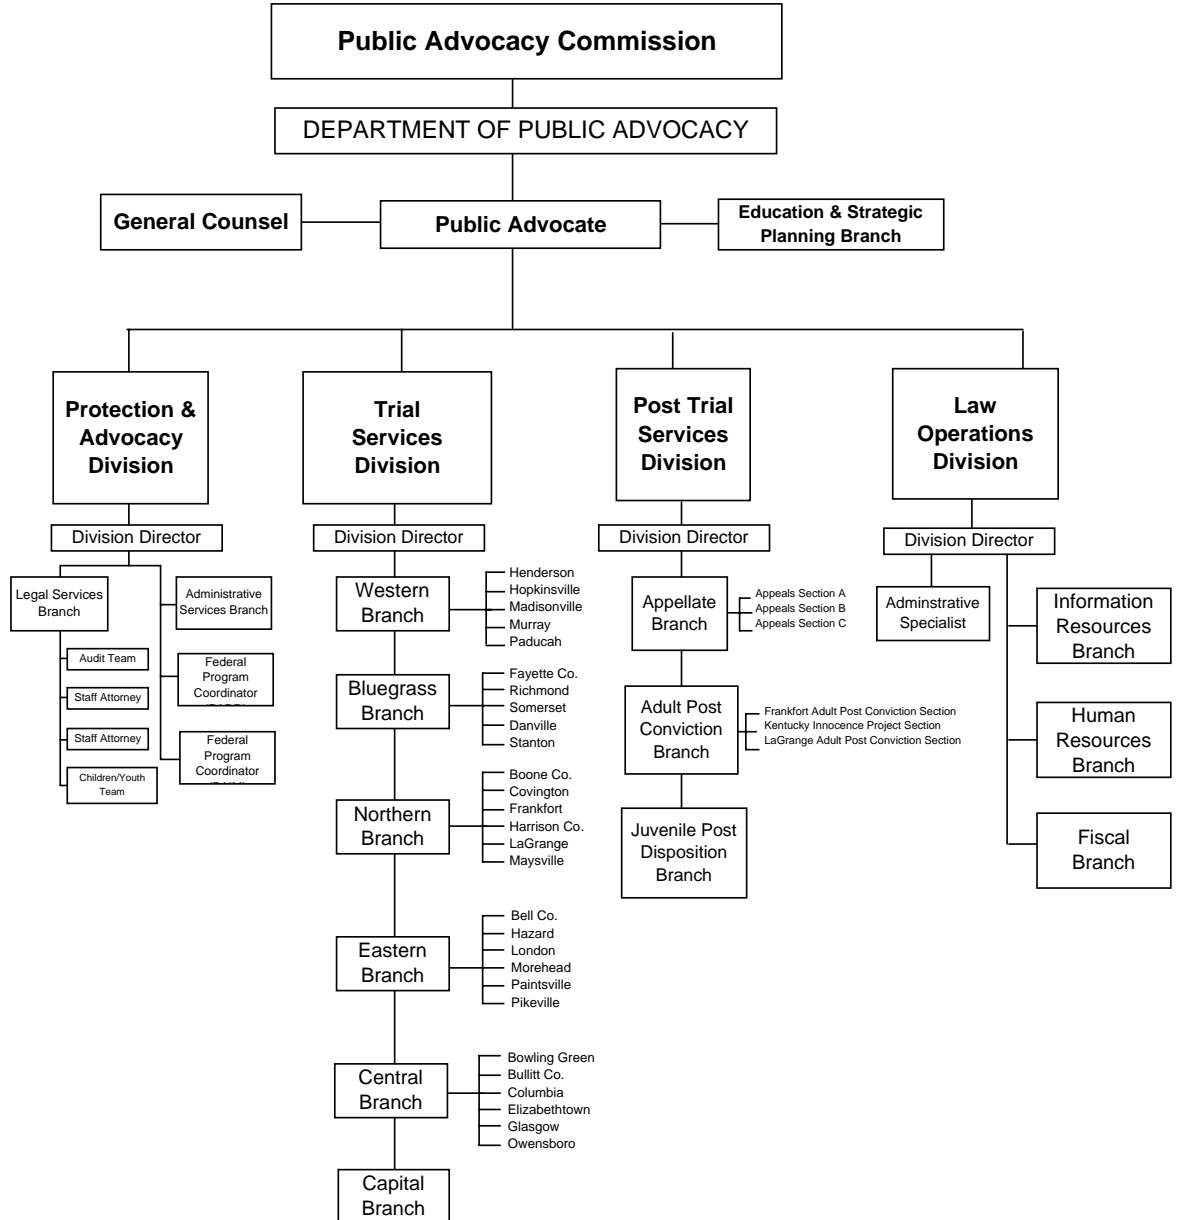 Public Advocacy Commission
DEPARTMENT OF PUBLIC ADVOCACY
General Counsel
Public Advocate
Education & Strategic
Planning Branch
Protection &
Advocacy
Division
Trial
Services
Division
Post Trial
Services
Division
Law
Operations
Division
Division Director
Division Director
Division Director
Division Director
Legal Services
Branch
Audit Team
Staff Attorney
Staff Attorney
Children/Youth
Team
Administrative
Services Branch
Federal
Program
Coordinator
Federal
Program
Coordinator
Western
Branch
Henderson
Hopkinsville
Madisonville
Murray
Paducah
Bluegrass
Branch
Fayette Co.
Richmond
Somerset
Danville
Stanton
Northern
Branch
Boone Co.
Covington
Frankfort
Harrison Co.
LaGrange
Maysville
Eastern
Branch
Bell Co.
Hazard
London
Morehead
Paintsville
Pikeville
Central
Branch
Bowling Green
Bullitt Co.
Columbia
Elizabethtown
Glasgow
Owensboro
Capital
Branch
Appellate
Branch
Appeals Section A
Appeals Section B
Appeals Section C
Adult Post
Conviction
Branch
Frankfort Adult Post Conviction Section
Kentucky Innocence Project Section
LaGrange Adult Post Conviction Section
Juvenile Post
Disposition
Branch
Adminstrative
Specialist
Information
Resources
Branch
Human
Resources
Branch
Fiscal
Branch